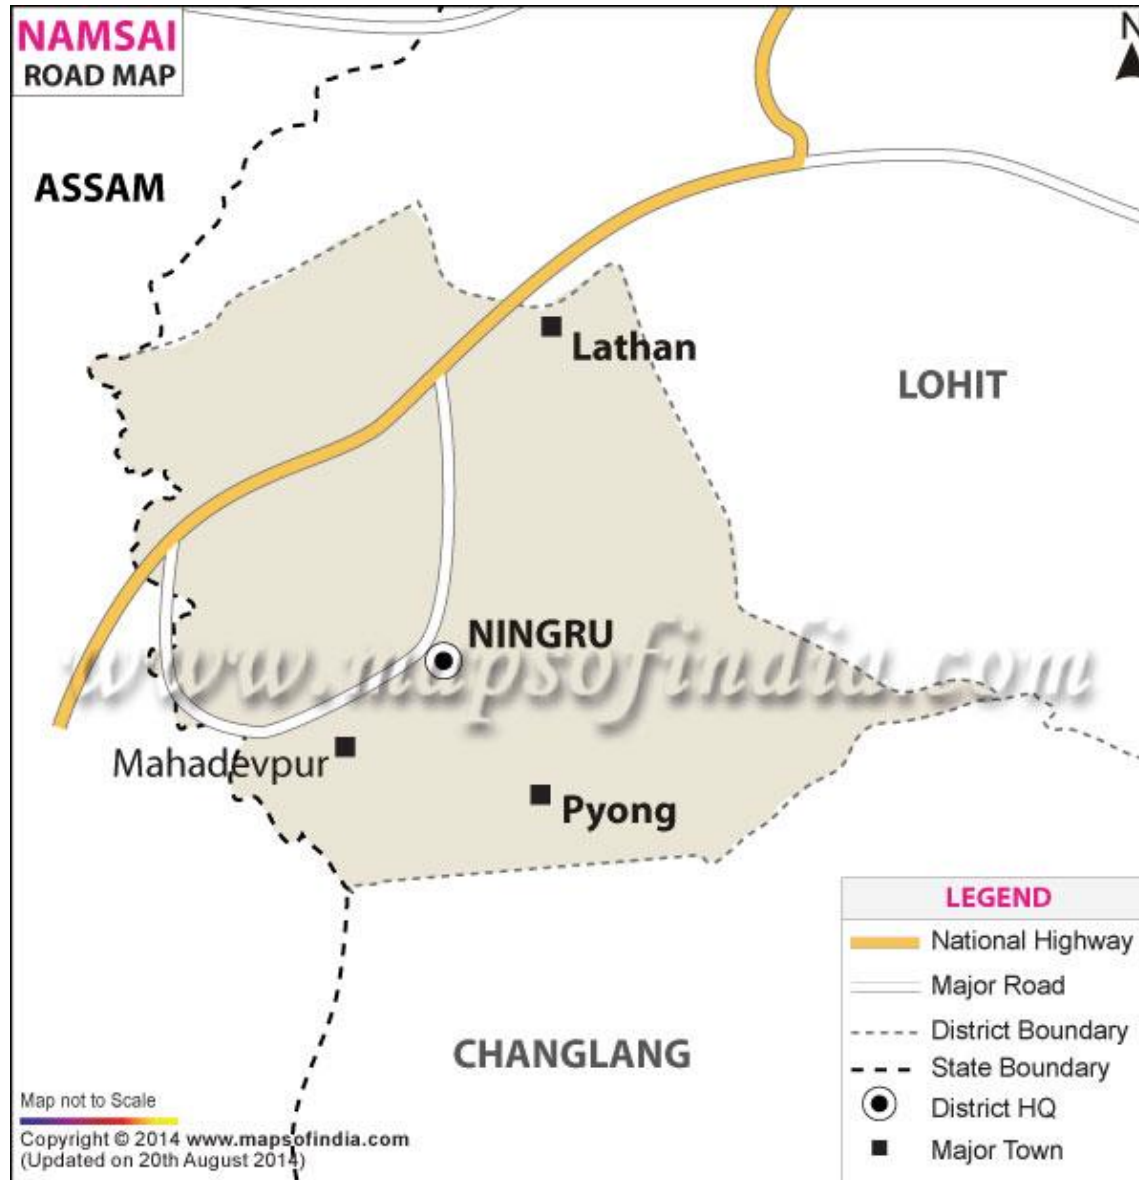 NAMSAI
ROAD MAP
N
ASSAM
Lathan
LOHIT
NINGRU
www.mapsofindia.com
Mahadevpur
Pyong
CHANGLANG
LEGEND
National Highway
Major Road
District Boundary
State Boundary
District HQ
Major Town
Map not to Scale
Copyright © 2014 www.mapsofindia.com
(Updated on 20th August 2014)